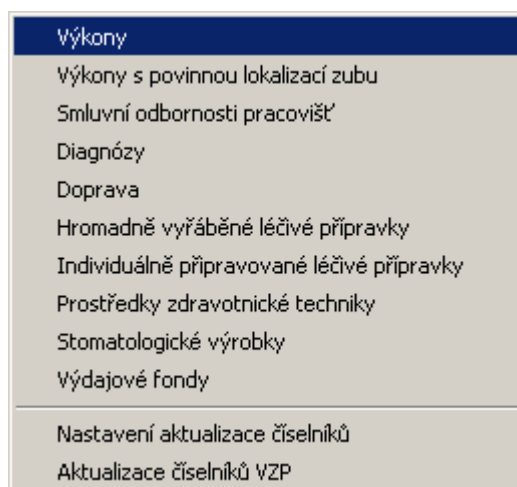 Výkony
Výkony s povinnou lokalizací zubu
Smluvní odbornosti pracovišť
Diagnózy
Doprava
Hromadně vyřáběné léčivé přípravky
Individuálně připravované léčivé přípravky
Prostředky zdravotnické techniky
Stomatologické výrobky
Výdajové fondy
Nastavení aktualizace číselníků
Aktualizace číselníků VZP